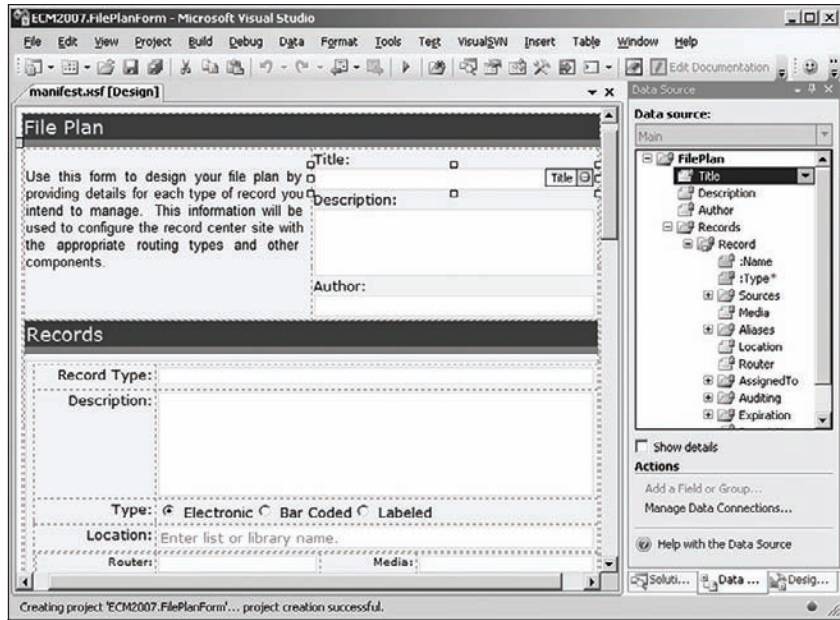 ECM2007.FilePlanForm - Microsoft Visual Studio
File Edit View Project Build Debug Data Format Tools Test VisualSVN Insert Table Window Help
Edit Documentation
manifest.xsf [Design]
File Plan
Use this form to design your file plan by
providing details for each type of record you
intend to manage. This information will be
used to configure the record center site with
the appropriate routing types and other
components.
Title:
Title
Description:
Author:
Records
Record Type:
Description:
Type: Electronic Bar Coded Labeled
Location: Enter list or library name.
Router: Media:
Data Source
Data source:
Main
FilePlan
Title
Description
Author
Records
Record
:Name
:Type*
Sources
Media
Aliases
Location
Router
AssignedTo
Auditing
Expiration
Show details
Actions
Add a Field or Group...
Manage Data Connections...
Help with the Data Source
Soluti... Data ... Desig...
Creating project 'ECM2007.FilePlanForm'... project creation successful.